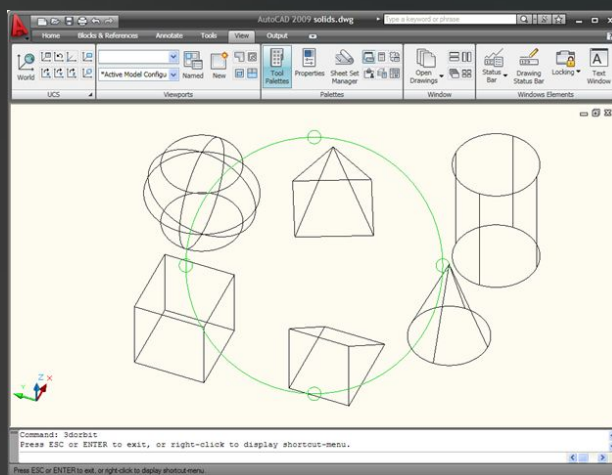 AutoCAD 2009 solids.dwg
Type a keyword or phrase
Home Blocks & References Annotate Tools View Output
World
*Active Model Configu
Named
New
Tool Palettes
Properties
Sheet Set Manager
Open Drawings
Status Bar
Drawing Status Bar
Locking
Text Window
UCS
Viewports
Palettes
Window
Windows Elements
Z
X
Y
Command: 3dorbit
Press ESC or ENTER to exit, or right-click to display shortcut-menu.
Press ESC or ENTER to exit, or right-click to display shortcut-menu.